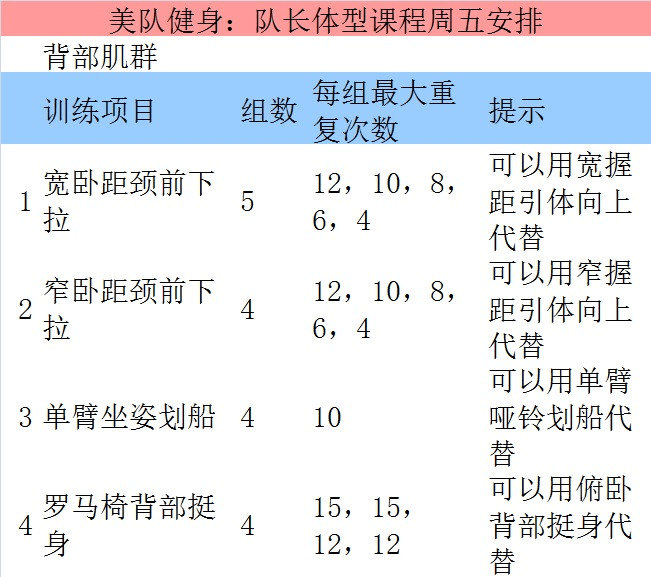 美队健身：队长体型课程周五安排
背部肌群
训练项目 组数 每组最大重复次数 提示
1 宽卧距颈前下拉 5 12，10，8，6，4 可以用宽握距引体向上代替
2 窄卧距颈前下拉 4 12，10，8，6，4 可以用窄握距引体向上代替
3 单臂坐姿划船 4 10 可以用单臂哑铃划船代替
4 罗马椅背部挺身 4 15，15，12，12 可以用俯卧背部挺身代替